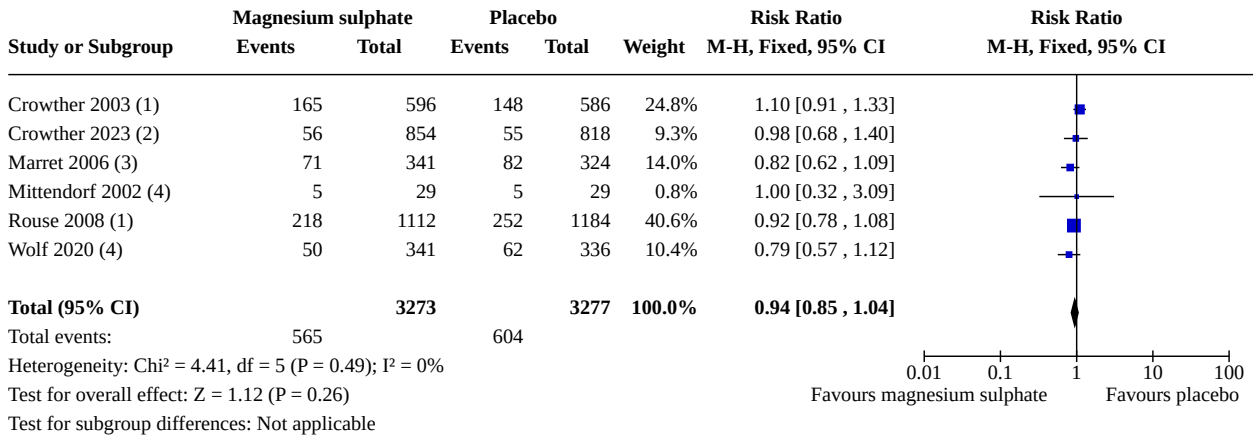 Magnesium sulphate Placebo Risk Ratio Risk Ratio
Study or Subgroup Events Total Events Total Weight M-H, Fixed, 95% CI M-H, Fixed, 95% CI
Crowther 2003 (1) 165 596 148 586 24.8% 1.10 [0.91 , 1.33]
Crowther 2023 (2) 56 854 55 818 9.3% 0.98 [0.68 , 1.40]
Marret 2006 (3) 71 341 82 324 14.0% 0.82 [0.62 , 1.09]
Mittendorf 2002 (4) 5 29 5 29 0.8% 1.00 [0.32 , 3.09]
Rouse 2008 (1) 218 1112 252 1184 40.6% 0.92 [0.78 , 1.08]
Wolf 2020 (4) 50 341 62 336 10.4% 0.79 [0.57 , 1.12]
Total (95% CI) 3273 3277 100.0% 0.94 [0.85 , 1.04]
Total events: 565 604
Heterogeneity: Chi² = 4.41, df = 5 (P = 0.49); I² = 0%
0.01 0.1 1 10 100
Test for overall effect: Z = 1.12 (P = 0.26)
Favours magnesium sulphate Favours placebo
Test for subgroup differences: Not applicable